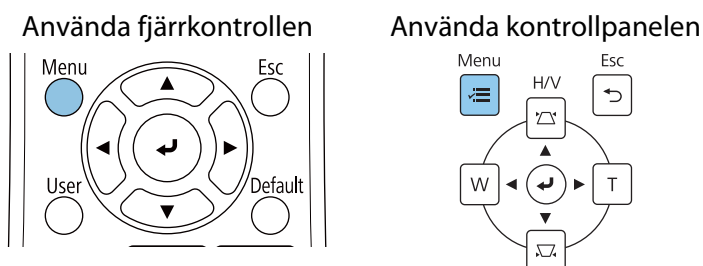 Använda fjärrkontrollen
Menu
Esc
User
Default
Använda kontrollpanelen
Menu
H/V
Esc
W
T